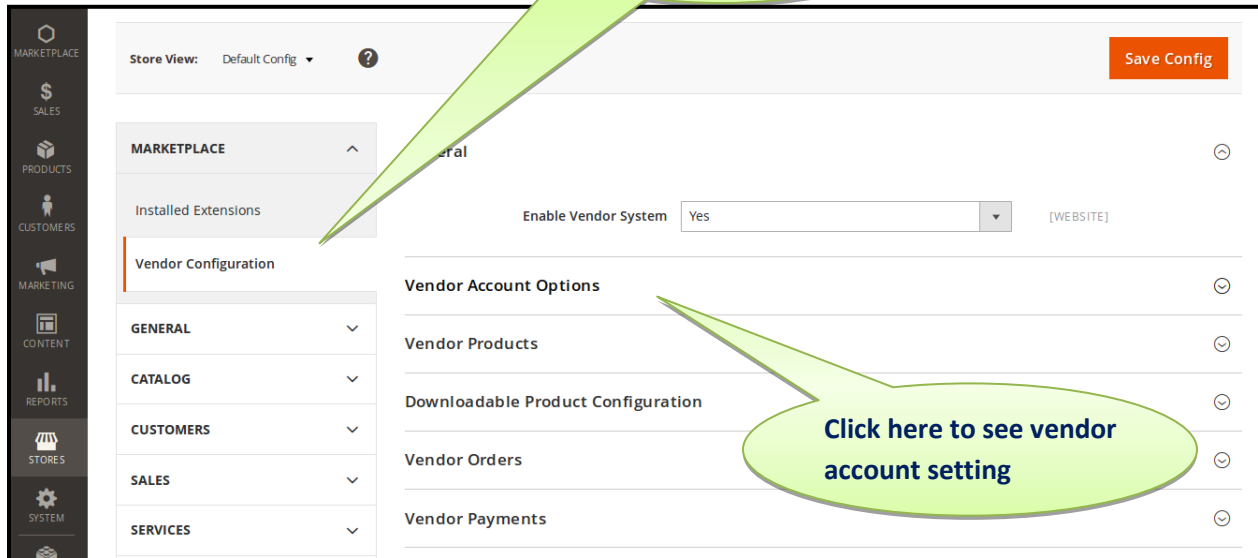 MARKETPLACE
SALES
PRODUCTS
CUSTOMERS
MARKETING
CONTENT
REPORTS
STORES
SYSTEM
Store View: Default Config
Save Config
MARKETPLACE
Installed Extensions
Vendor Configuration
GENERAL
CATALOG
CUSTOMERS
SALES
SERVICES
eral
Enable Vendor System Yes [WEBSITE]
Vendor Account Options
Vendor Products
Downloadable Product Configuration
Vendor Orders
Vendor Payments
Click here to see vendor
account setting